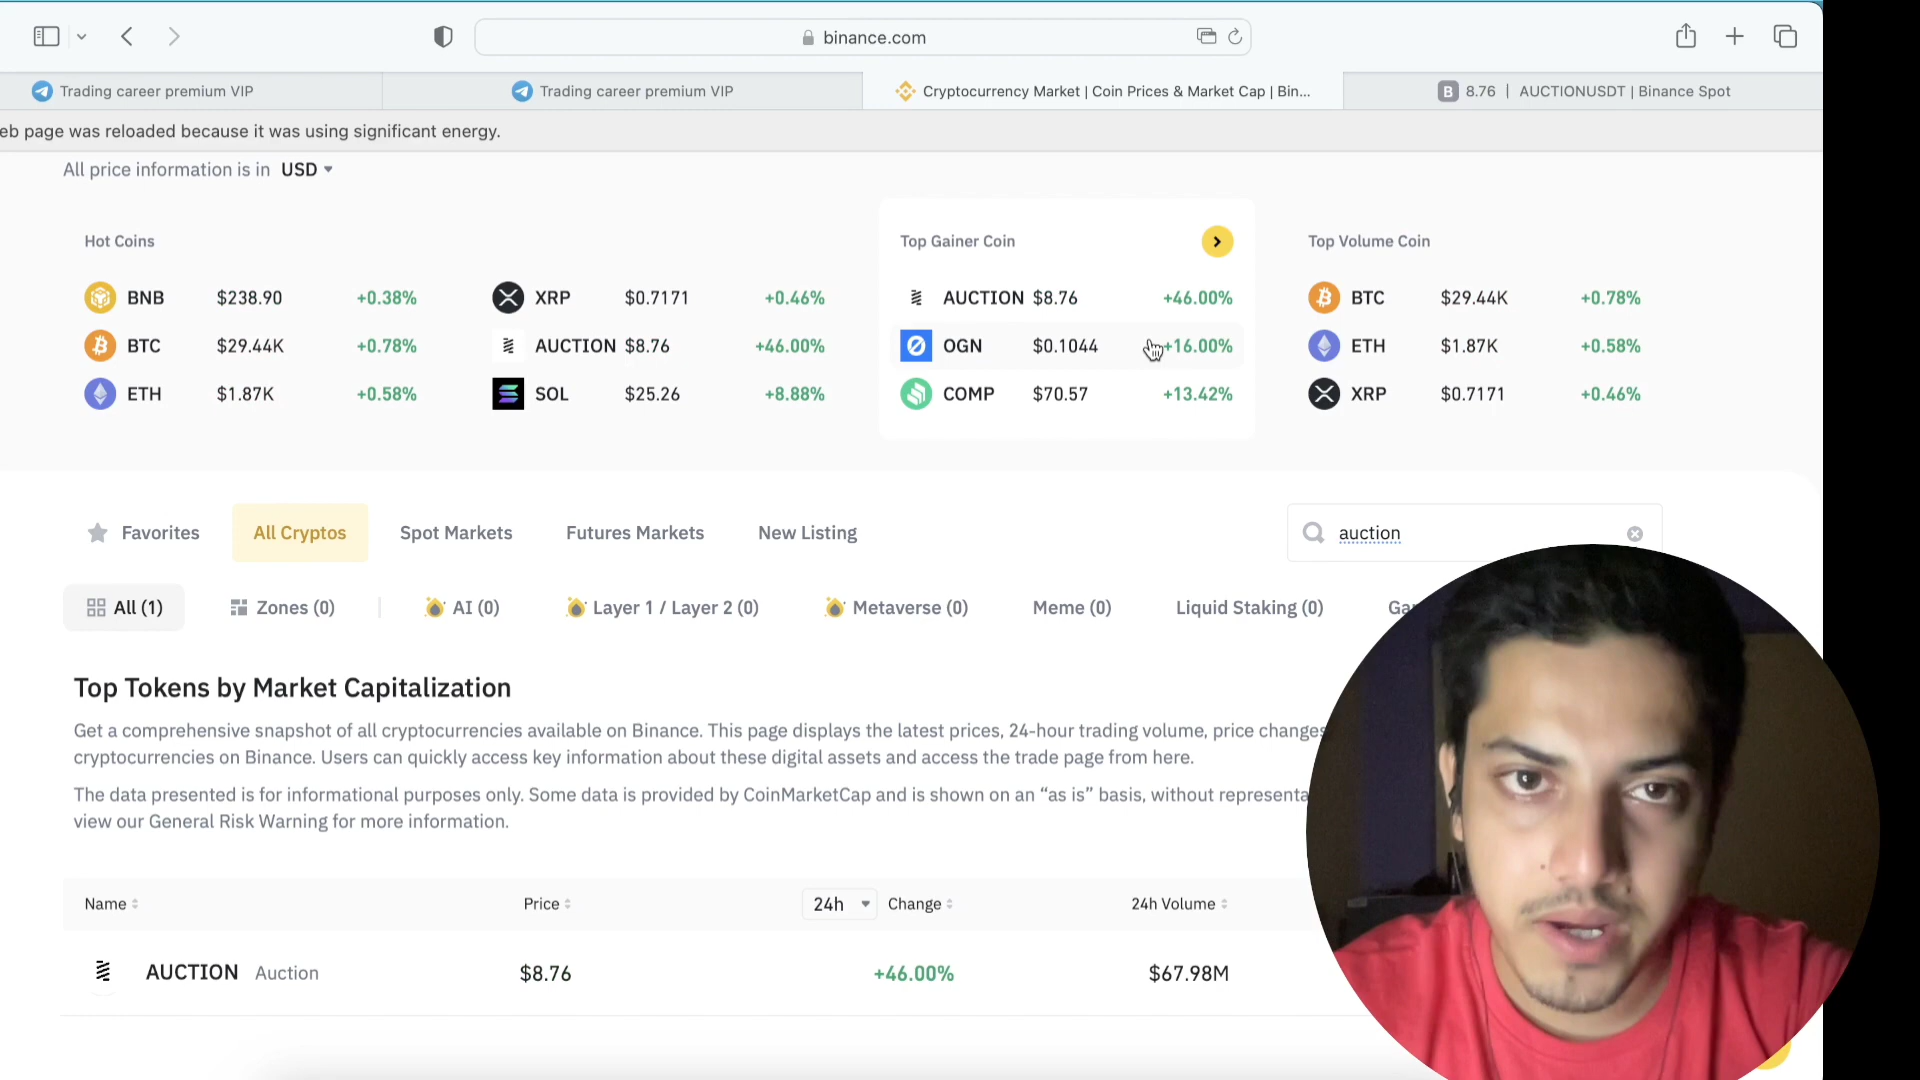 binance.com
Trading career premium VIP
Trading career premium VIP
Cryptocurrency Market | Coin Prices & Market Cap | Bin...
B 8.76 | AUCTIONUSDT | Binance Spot
eb page was reloaded because it was using significant energy.
All price information is in USD
Hot Coins
Top Gainer Coin
Top Volume Coin
BNB $238.90 +0.38%
XRP $0.7171 +0.46%
AUCTION $8.76 +46.00%
BTC $29.44K +0.78%
BTC $29.44K +0.78%
AUCTION $8.76 +46.00%
OGN $0.1044 +16.00%
ETH $1.87K +0.58%
ETH $1.87K +0.58%
SOL $25.26 +8.88%
COMP $70.57 +13.42%
XRP $0.7171 +0.46%
Favorites All Cryptos Spot Markets Futures Markets New Listing
auction
All (1) Zones (0) AI (0) Layer 1 / Layer 2 (0) Metaverse (0) Meme (0) Liquid Staking (0)
Top Tokens by Market Capitalization
Get a comprehensive snapshot of all cryptocurrencies available on Binance. This page displays the latest prices, 24-hour trading volume, price changes
cryptocurrencies on Binance. Users can quickly access key information about these digital assets and access the trade page from here.
The data presented is for informational purposes only. Some data is provided by CoinMarketCap and is shown on an “as is” basis, without
view our General Risk Warning for more information.
Name Price 24h Change 24h Volume
AUCTION Auction $8.76 +46.00% $67.98M